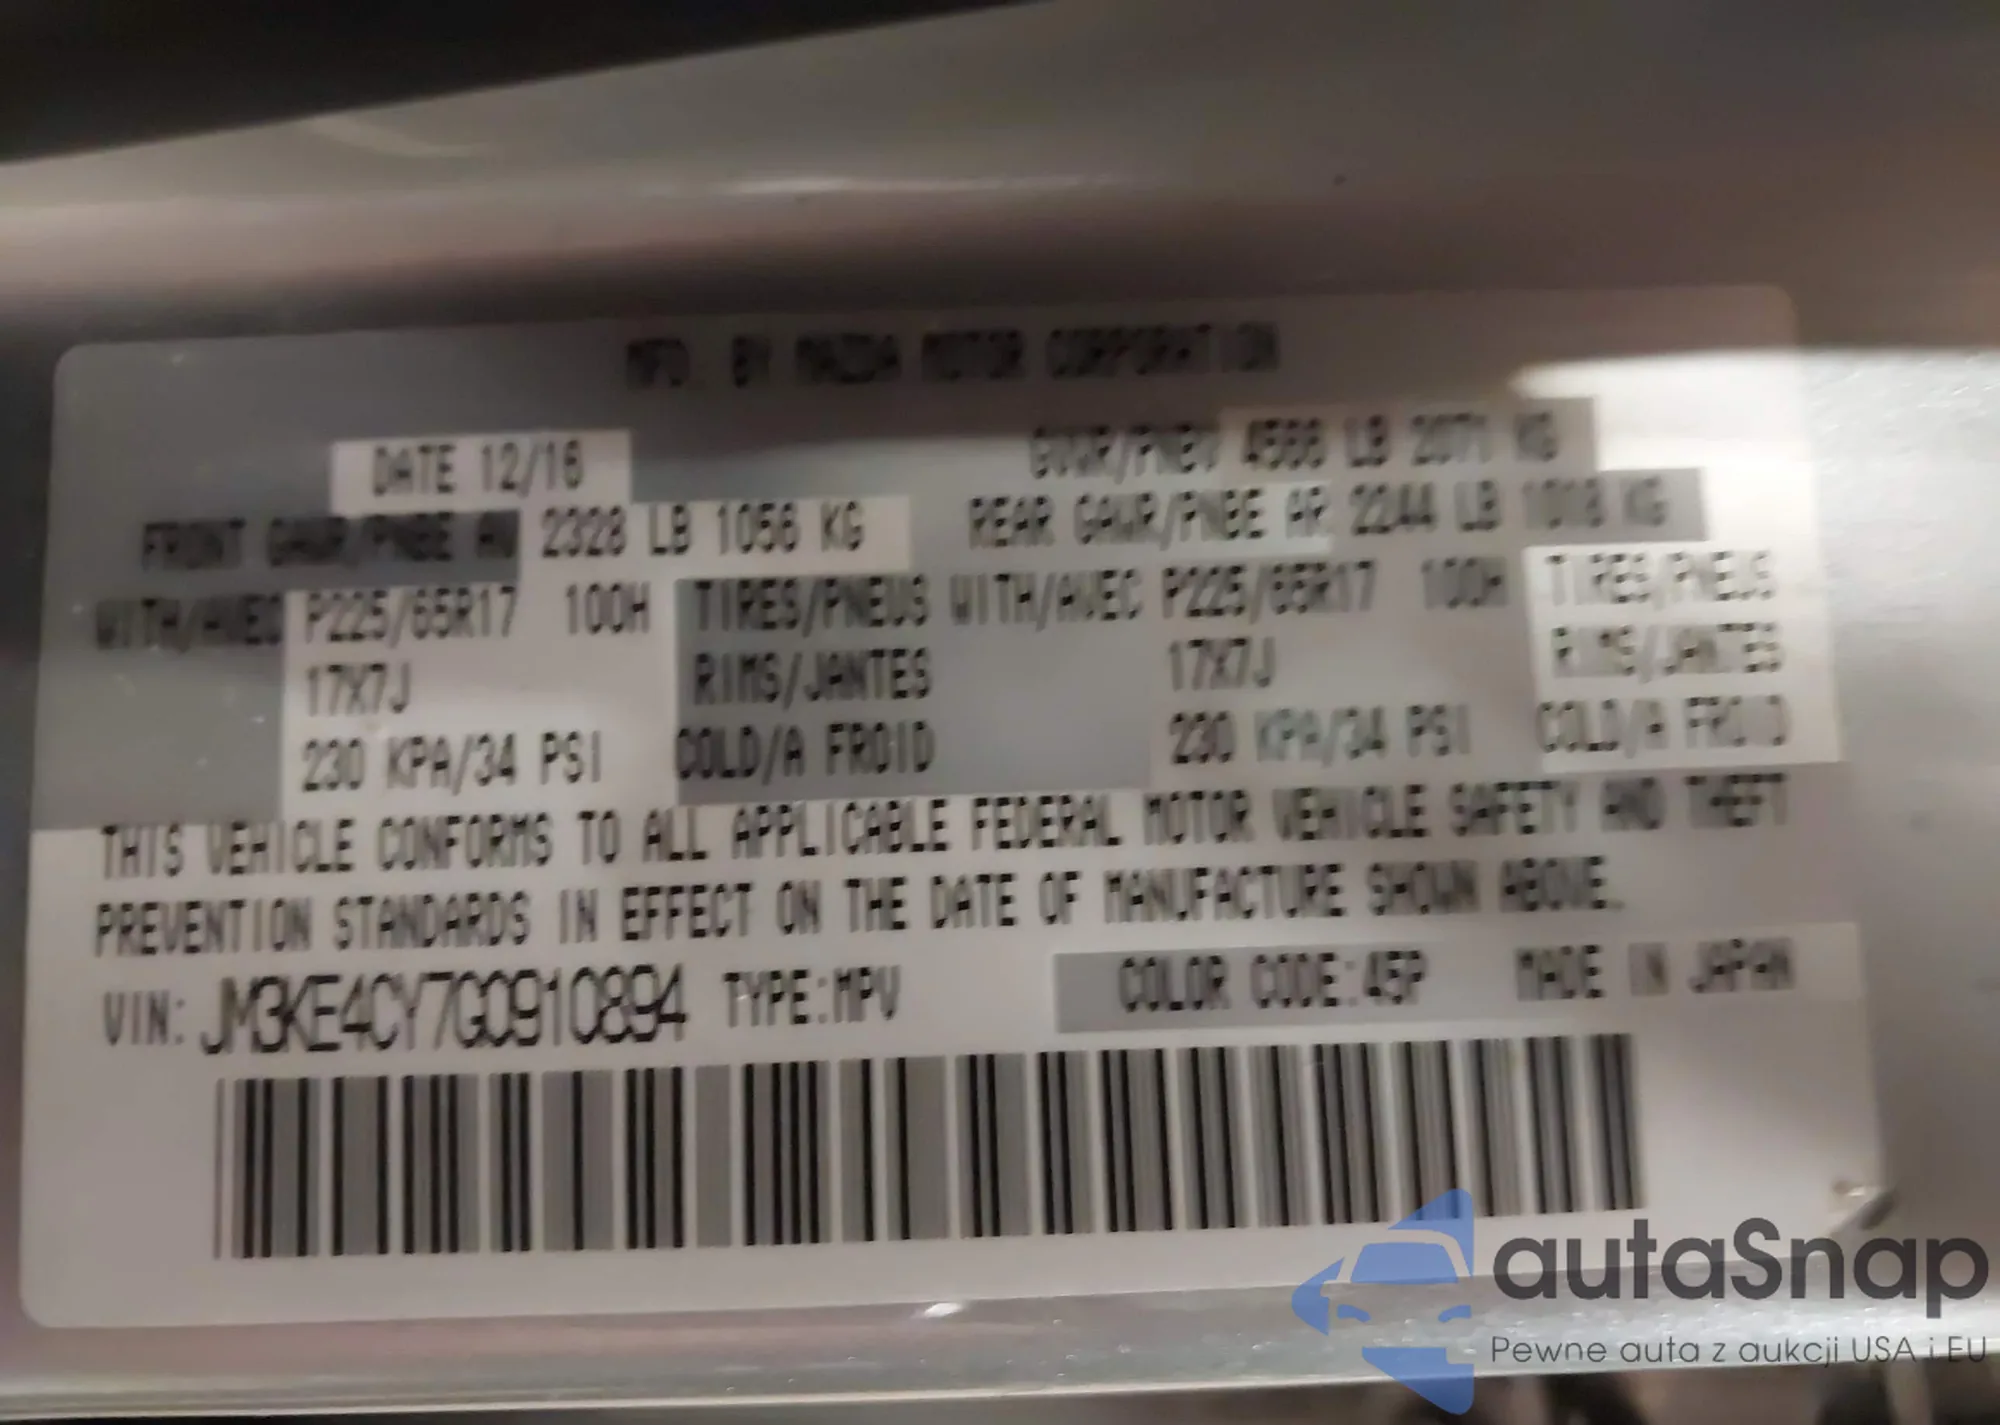 MFD. BY MAZDA MOTOR CORPORATION
DATE 12/16 GVWR/PNBV 4566 LB 2071 KG
FRONT GAWR/PNBE AV 2328 LB 1056 KG REAR GAWR/PNBE AR 2244 LB 1018 KG
WITH/AVEC P225/65R17 100H TIRES/PNEUS WITH/AVEC P225/65R17 100H TIRES/PNEUS
17X7J RIMS/JANTES 17X7J RIMS/JANTES
230 KPA/34 PSI COLD/A FROID 230 KPA/34 PSI COLD/A FROID
THIS VEHICLE CONFORMS TO ALL APPLICABLE FEDERAL MOTOR VEHICLE SAFETY AND THEFT
PREVENTION STANDARDS IN EFFECT ON THE DATE OF MANUFACTURE SHOWN ABOVE.
VIN: JM3KE4CY7G0910894 TYPE:MPV COLOR CODE:45P MADE IN JAPAN
autaSnap
Pewne auta z aukcji USA i EU